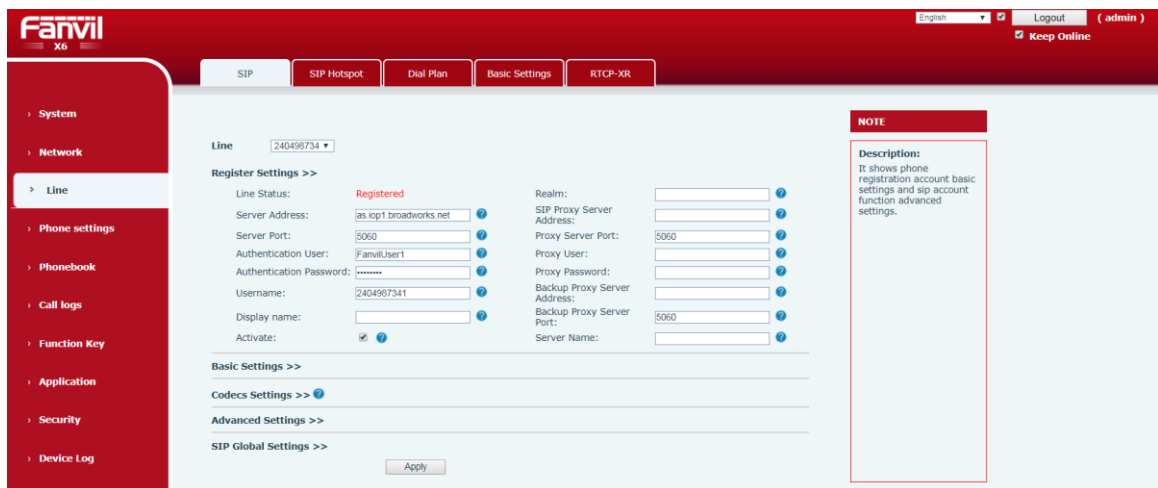 Fanvil
X6
English
Logout
( admin )
Keep Online
SIP
SIP Hotspot
Dial Plan
Basic Settings
RTCP-XR
› System
› Network
› Line
› Phone settings
› Phonebook
› Call logs
› Function Key
› Application
› Security
› Device Log
Line 240498734
Register Settings >>
Line Status: Registered
Server Address: as.iop1.broadworks.net
Server Port: 5060
Authentication User: FanvilUser1
Authentication Password: ••••••••
Username: 2404987341
Display name:
Activate:
Realm:
SIP Proxy Server
Address:
Proxy Server Port: 5060
Proxy User:
Proxy Password:
Backup Proxy Server
Address:
Backup Proxy Server
Port: 5060
Server Name:
Basic Settings >>
Codecs Settings >>
Advanced Settings >>
SIP Global Settings >>
Apply
NOTE
Description:
It shows phone
registration account basic
settings and sip account
function advanced
settings.